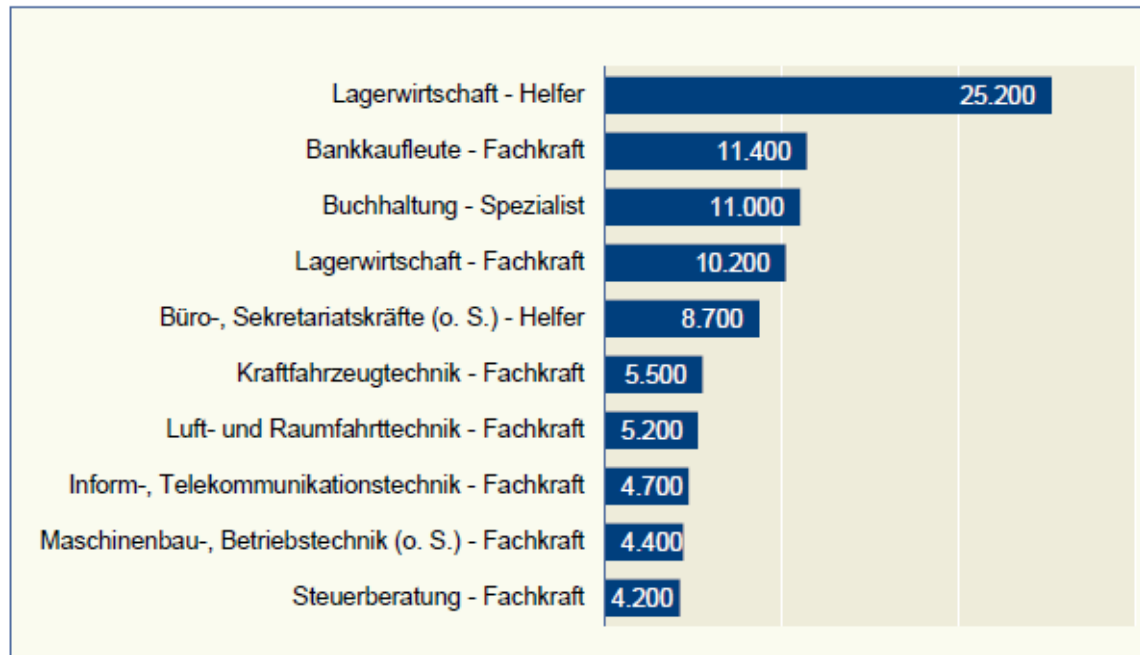 Lagerwirtschaft - Helfer 25.200
Bankkaufleute - Fachkraft 11.400
Buchhaltung - Spezialist 11.000
Lagerwirtschaft - Fachkraft 10.200
Büro-, Sekretariatskräfte (o. S.) - Helfer 8.700
Kraftfahrzeugtechnik - Fachkraft 5.500
Luft- und Raumfahrttechnik - Fachkraft 5.200
Inform-, Telekommunikationstechnik - Fachkraft 4.700
Maschinenbau-, Betriebstechnik (o. S.) - Fachkraft 4.400
Steuerberatung - Fachkraft 4.200